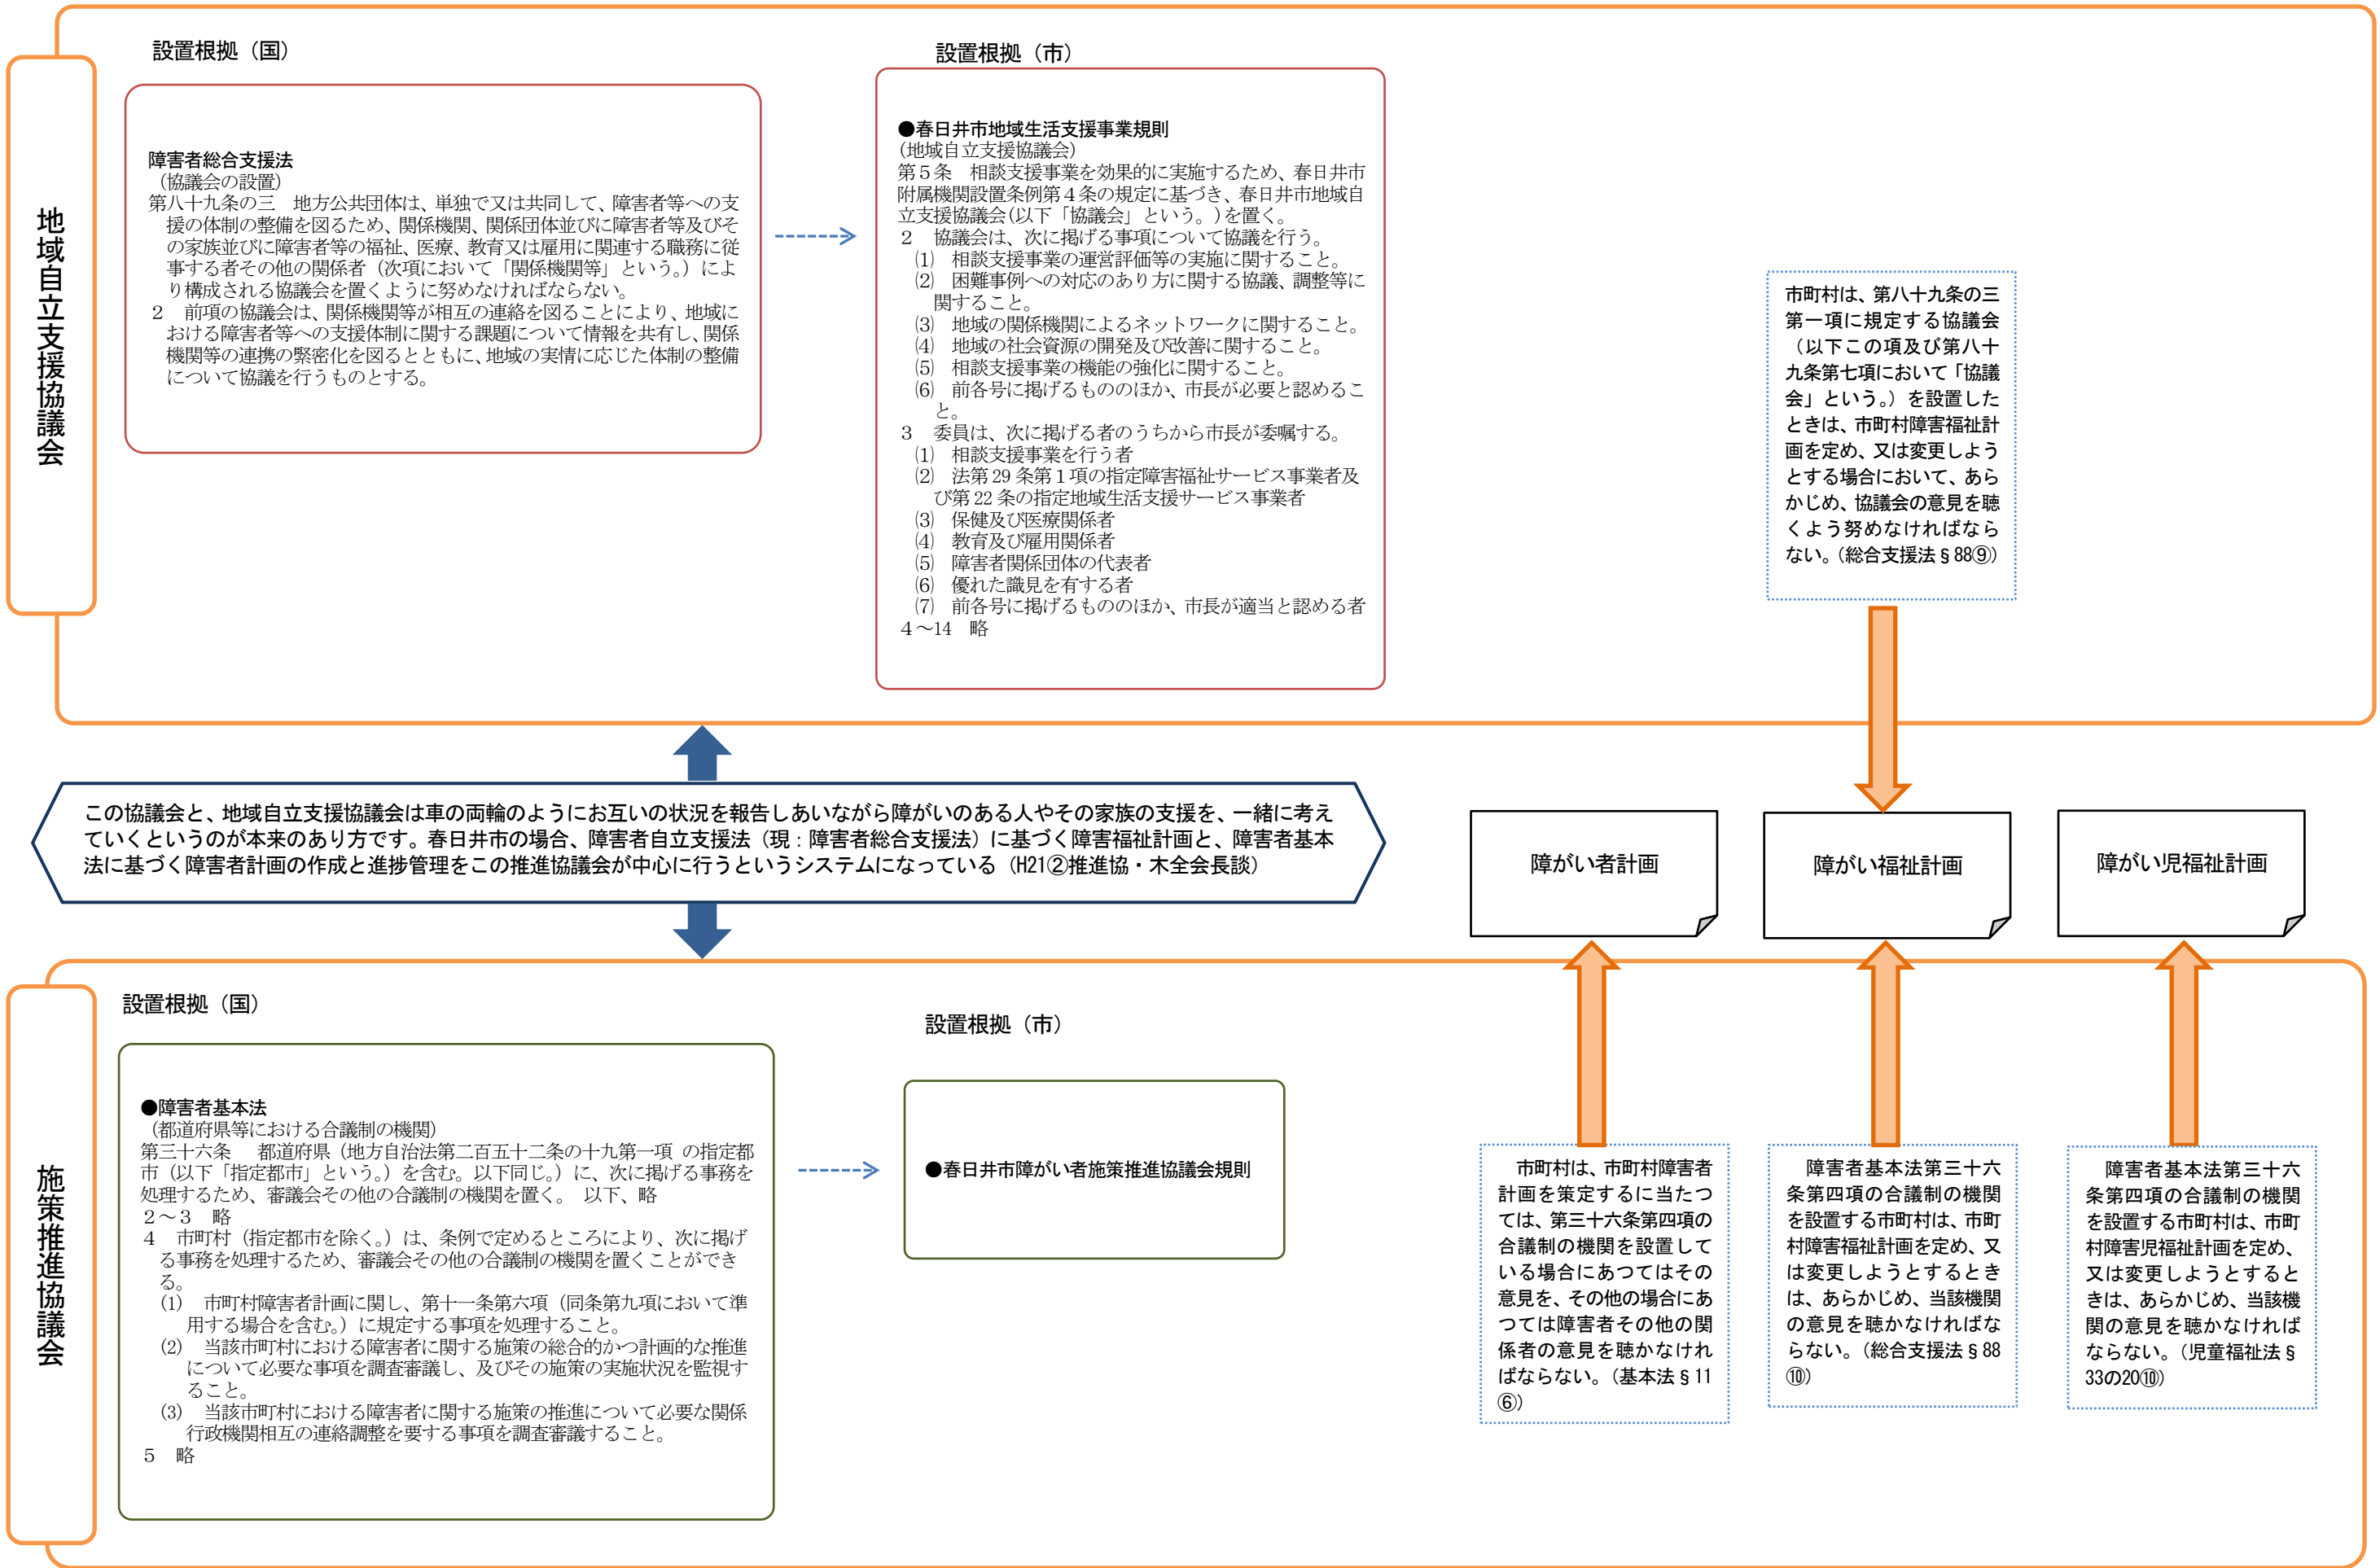 地域自立支援協議会
設置根拠（国）
障害者総合支援法
（協議会の設置）
第八十九条の三　地方公共団体は、単独で又は共同して、障害者等への支
援の体制の整備を図るため、関係機関、関係団体並びに障害者等及びそ
の家族並びに障害者等の福祉、医療、教育又は雇用に関連する職務に従
事する者その他の関係者（次項において「関係機関等」という。）によ
り構成される協議会を置くように努めなければならない。
２　前項の協議会は、関係機関等が相互の連絡を図ることにより、地域に
おける障害者等への支援体制に関する課題について情報を共有し、関係
機関等の連携の緊密化を図るとともに、地域の実情に応じた体制の整備
について協議を行うものとする。
設置根拠（市）
●春日井市地域生活支援事業規則
(地域自立支援協議会)
第５条　相談支援事業を効果的に実施するため、春日井市
附属機関設置条例第４条の規定に基づき、春日井市地域自
立支援協議会(以下「協議会」という。)を置く。
２　協議会は、次に掲げる事項について協議を行う。
⑴　相談支援事業の運営評価等の実施に関すること。
⑵　困難事例への対応のあり方に関する協議、調整等に
関すること。
⑶　地域の関係機関によるネットワークに関すること。
⑷　地域の社会資源の開発及び改善に関すること。
⑸　相談支援事業の機能の強化に関すること。
⑹　前各号に掲げるもののほか、市長が必要と認めるこ
と。
３　委員は、次に掲げる者のうちから市長が委嘱する。
⑴　相談支援事業を行う者
⑵　法第29条第１項の指定障害福祉サービス事業者及
び第22条の指定地域生活支援サービス事業者
⑶　保健及び医療関係者
⑷　教育及び雇用関係者
⑸　障害者関係団体の代表者
⑹　優れた識見を有する者
⑺　前各号に掲げるもののほか、市長が適当と認める者
４～14　略
市町村は、第八十九条の三
第一項に規定する協議会
（以下この項及び第八十
九条第七項において「協議
会」という。）を設置した
ときは、市町村障害福祉計
画を定め、又は変更しよう
とする場合において、あら
かじめ、協議会の意見を聴
くよう努めなければなら
ない。（総合支援法§88⑨）
この協議会と、地域自立支援協議会は車の両輪のようにお互いの状況を報告しあいながら障がいのある人やその家族の支援を、一緒に考え
ていくというのが本来のあり方です。春日井市の場合、障害者自立支援法（現：障害者総合支援法）に基づく障害福祉計画と、障害者基本
法に基づく障害者計画の作成と進捗管理をこの推進協議会が中心に行うというシステムになっている（H21②推進協・木全会長談）
障がい者計画
障がい福祉計画
障がい児福祉計画
施策推進協議会
設置根拠（国）
●障害者基本法
（都道府県等における合議制の機関）
第三十六条　 都道府県（地方自治法第二百五十二条の十九第一項 の指定都
市（以下「指定都市」という。）を含む。以下同じ。）に、次に掲げる事務を
処理するため、審議会その他の合議制の機関を置く。 以下、略
２～３　略
４　市町村（指定都市を除く。）は、条例で定めるところにより、次に掲げ
る事務を処理するため、審議会その他の合議制の機関を置くことができ
る。
(1)　市町村障害者計画に関し、第十一条第六項（同条第九項において準
用する場合を含む。）に規定する事項を処理すること。
(2)　当該市町村における障害者に関する施策の総合的かつ計画的な推進
について必要な事項を調査審議し、及びその施策の実施状況を監視す
ること。
(3)　当該市町村における障害者に関する施策の推進について必要な関係
行政機関相互の連絡調整を要する事項を調査審議すること。
５　略
設置根拠（市）
●春日井市障がい者施策推進協議会規則
市町村は、市町村障害者
計画を策定するに当たつ
ては、第三十六条第四項の
合議制の機関を設置して
いる場合にあつてはその
意見を、その他の場合にあ
つては障害者その他の関
係者の意見を聴かなけれ
ばならない。（基本法§11
⑥）
障害者基本法第三十六
条第四項の合議制の機関
を設置する市町村は、市町
村障害福祉計画を定め、又
は変更しようとするとき
は、あらかじめ、当該機関
の意見を聴かなければな
らない。（総合支援法§88
⑩）
障害者基本法第三十六
条第四項の合議制の機関
を設置する市町村は、市町
村障害児福祉計画を定め、
又は変更しようとすると
きは、あらかじめ、当該機
関の意見を聴かなければ
ならない。（児童福祉法§
33の20⑩）